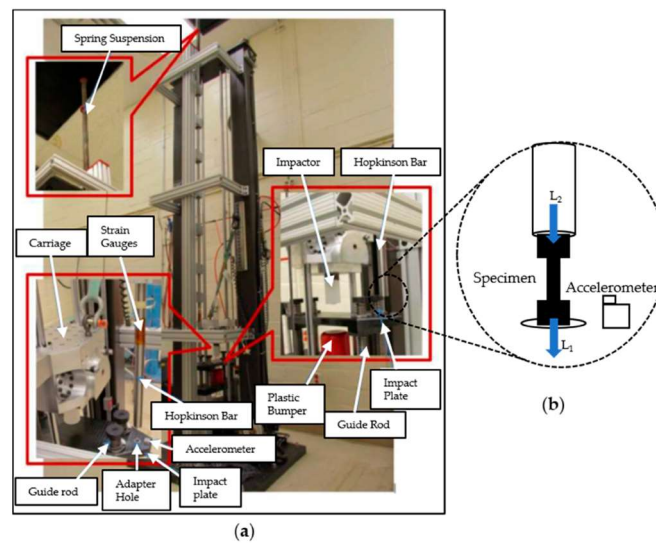 Spring Suspension
Impactor
Hopkinson Bar
Carriage
Strain
Gauges
L2
Specimen
Accelerometer
L1
Plastic
Bumper
Impact
Plate
Guide Rod
Hopkinson Bar
Accelerometer
Guide rod
Adapter
Hole
Impact
plate
(a)
(b)